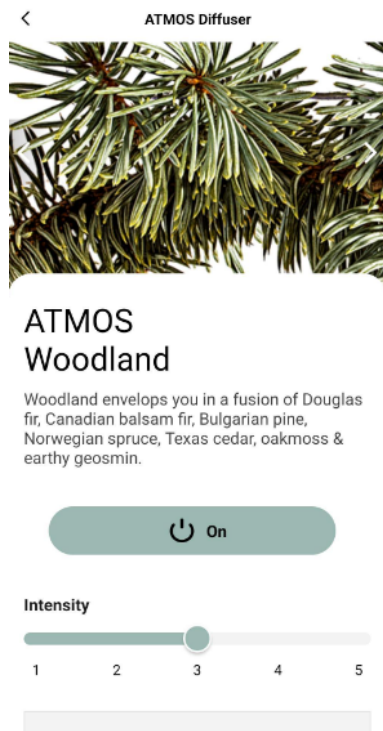 ATMOS Diffuser
ATMOS
Woodland
Woodland envelops you in a fusion of Douglas
fir, Canadian balsam fir, Bulgarian pine,
Norwegian spruce, Texas cedar, oakmoss &
earthy geosmin.
On
Intensity
1 2 3 4 5